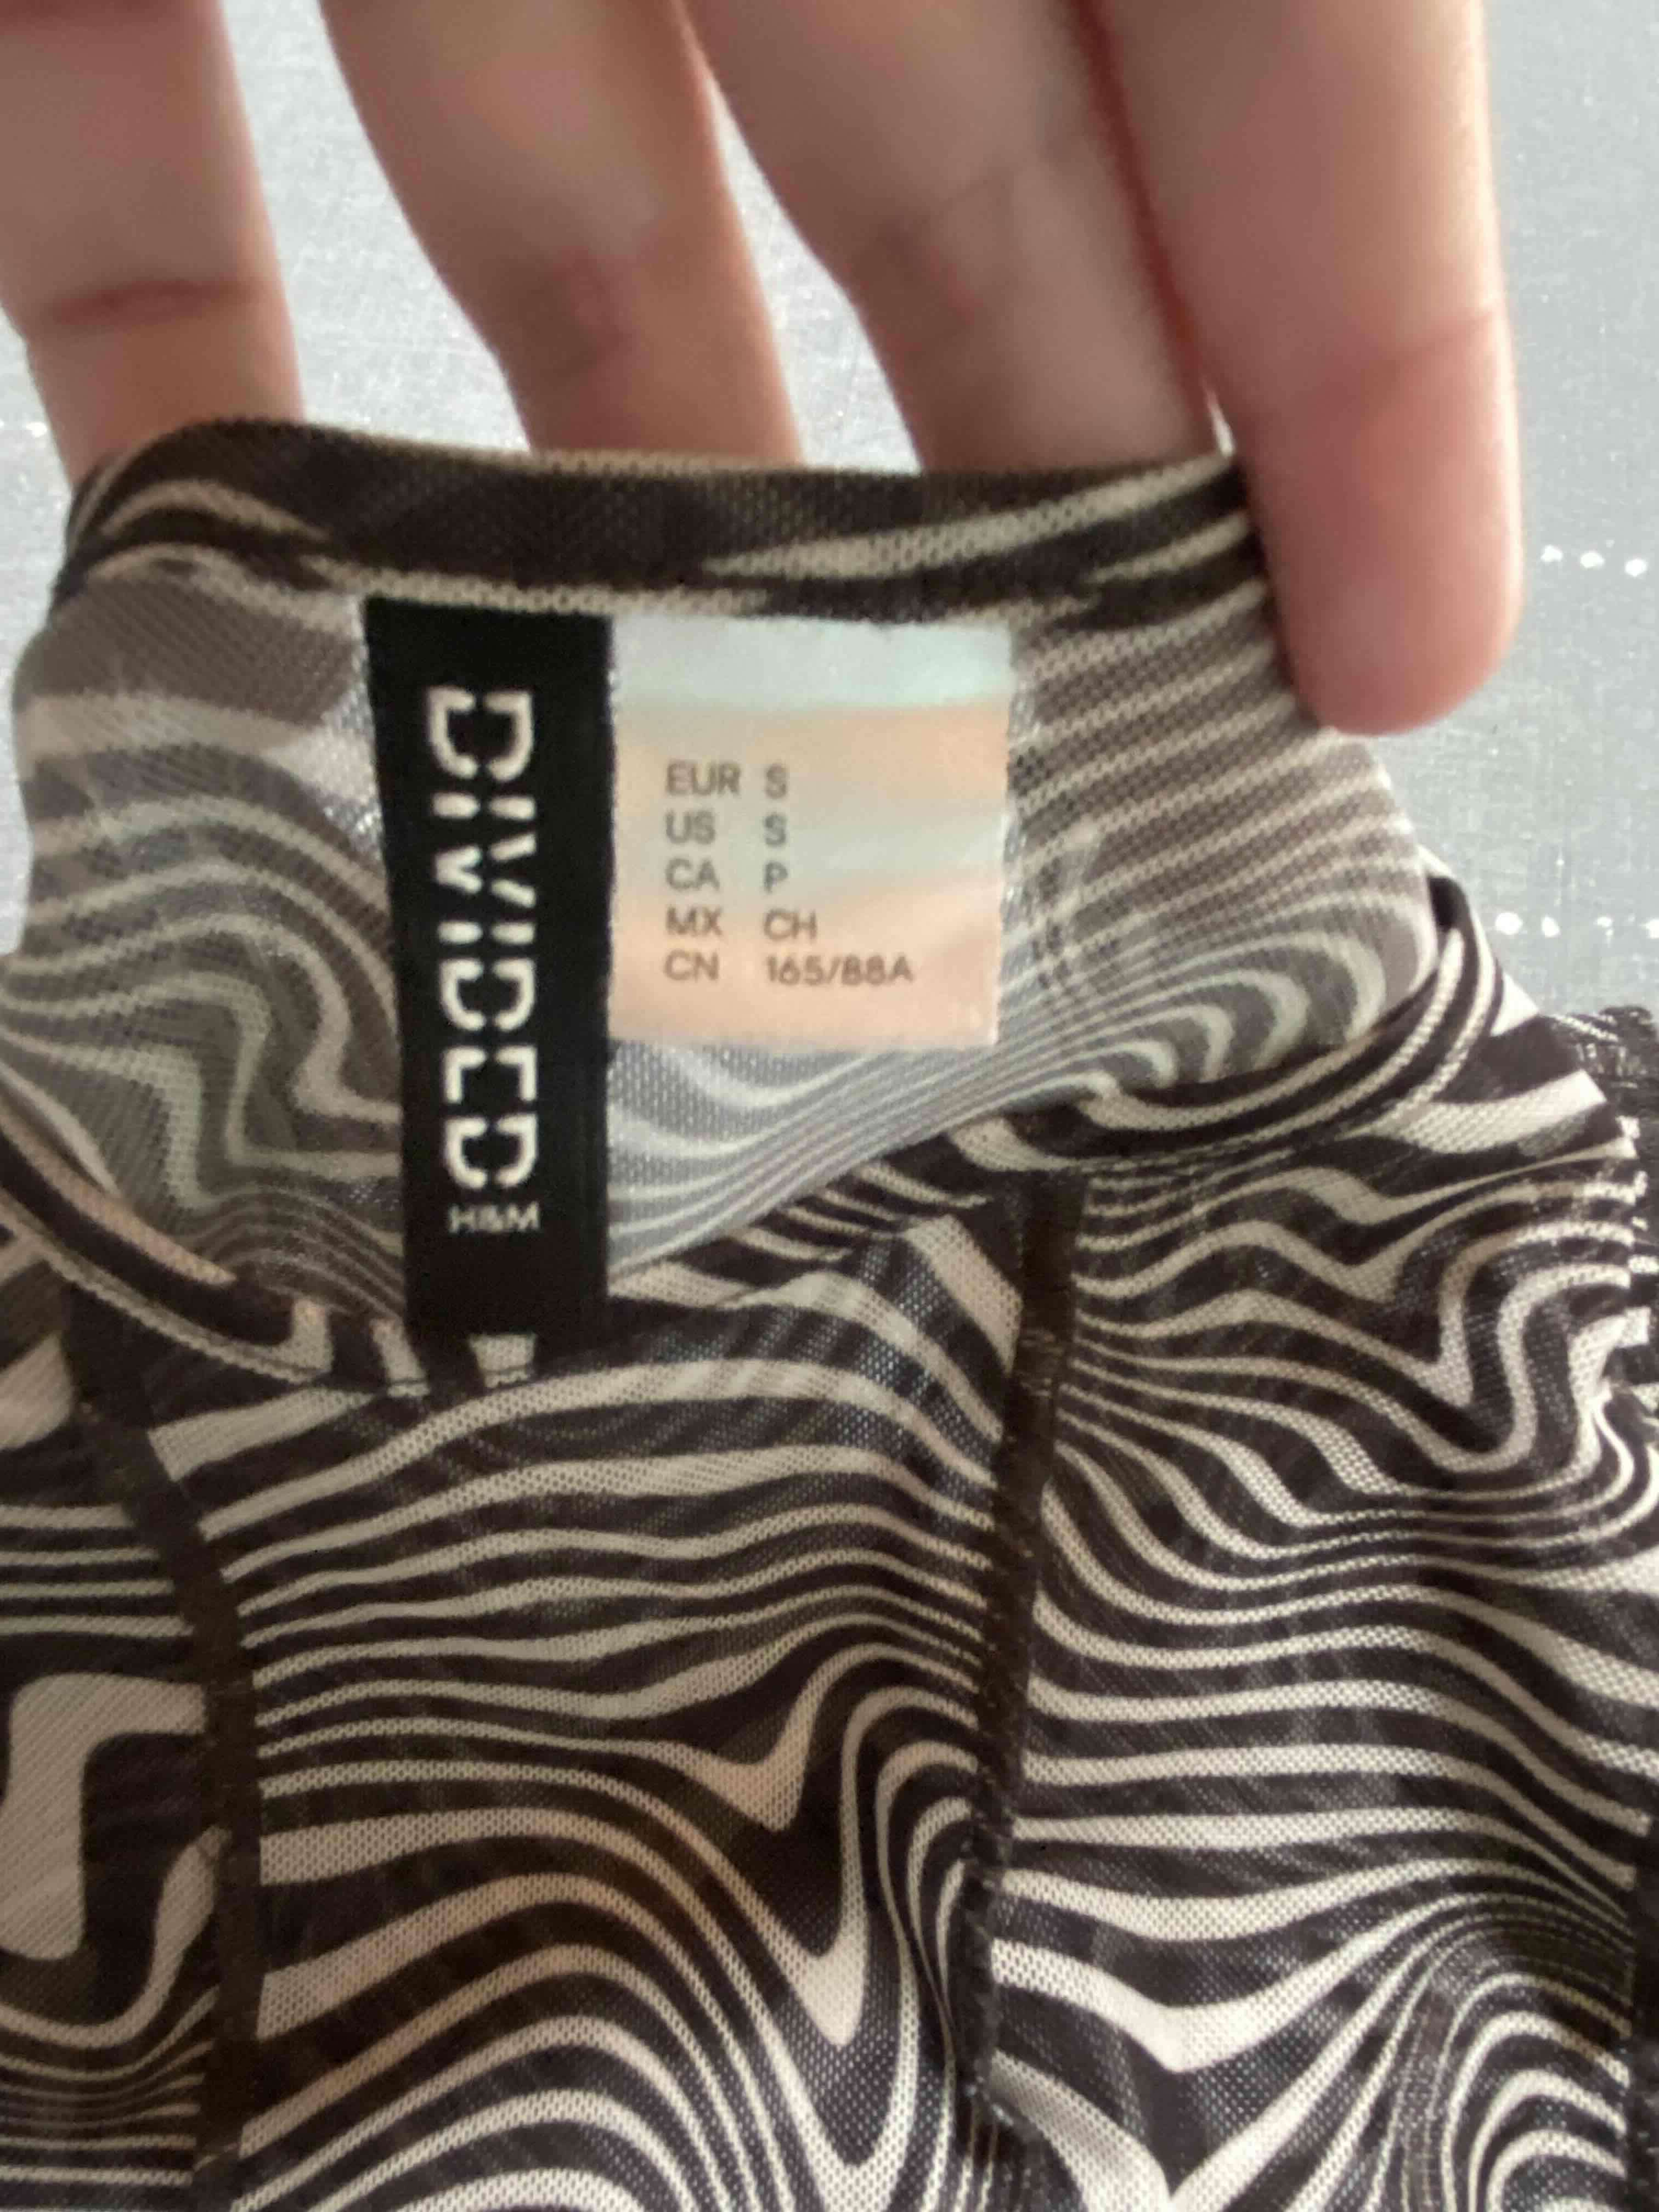 DIVIDED
H&M
EUR S
US S
CA P
MX CH
CN 165/88A